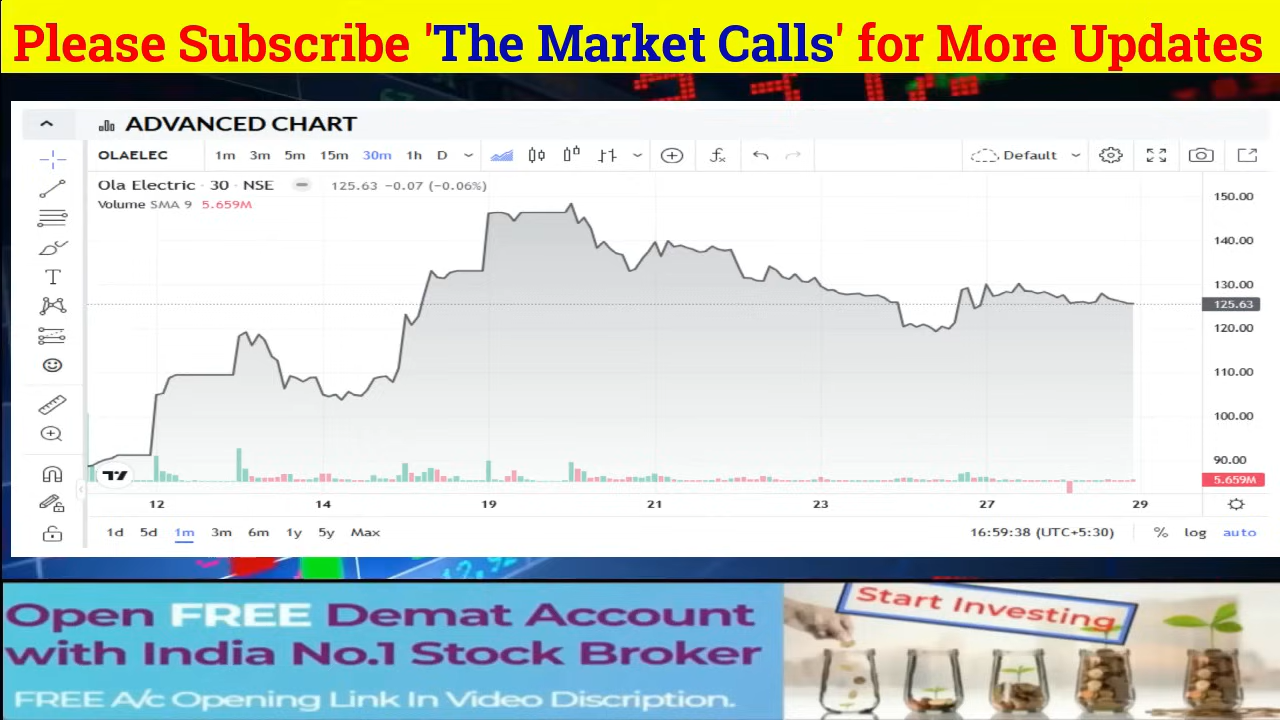 Please Subscribe 'The Market Calls' for More Updates
ADVANCED CHART
OLAELEC 1m 3m 5m 15m 30m 1h D Default
Ola Electric · 30 · NSE 125.63 −0.07 (−0.06%)
Volume SMA 9 5.659M
150.00
140.00
130.00
125.63
120.00
110.00
100.00
90.00
5.659M
12 14 19 21 23 27 29
1d 5d 1m 3m 6m 1y 5y Max 16:59:38 (UTC+5:30) % log auto
Open FREE Demat Account
with India No.1 Stock Broker
FREE A/c Opening Link In Video Discription.
Start Investing